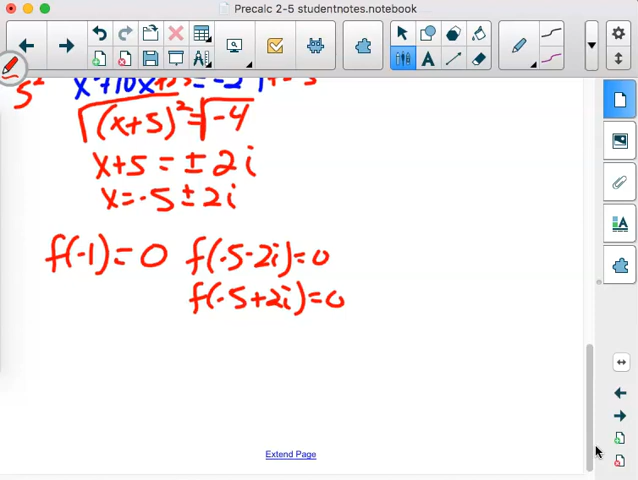 Precalc 2-5 studentnotes.notebook
5²
√(x+5)² = √-4
x+5 = ± 2i
x = -5 ± 2i
f(-1) = 0 f(-5-2i) = 0
f(-5+2i) = 0
Extend Page